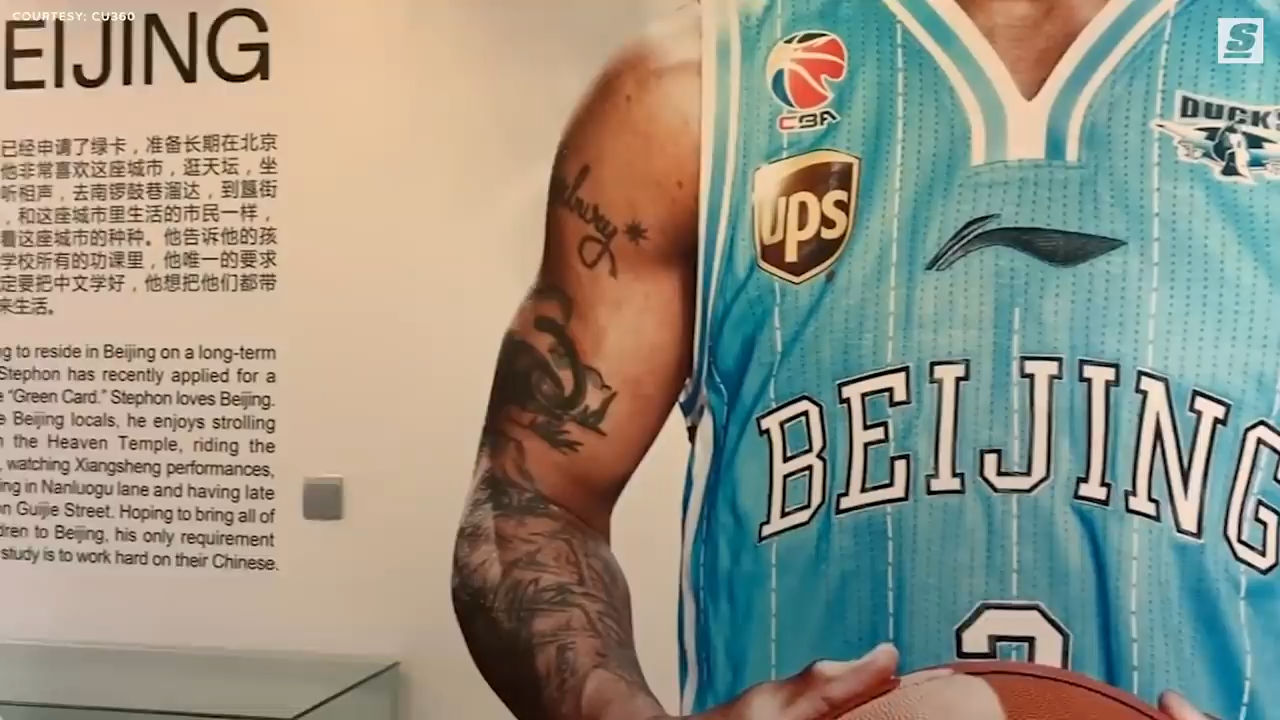 COURTESY: CU360
S
EIJING
已经申请了绿卡，准备长期在北京
他非常喜欢这座城市，逛天坛，坐
听相声，去南锣鼓巷溜达，到簋街
，和这座城市里生活的市民一样，
着这座城市的种种。他告诉他的孩
学校所有的功课里，他唯一的要求
定要把中文学好，他想把他们都带
来生活。
ng to reside in Beijing on a long-term
Stephon has recently applied for a
e “Green Card.” Stephon loves Beijing.
e Beijing locals, he enjoys strolling
n the Heaven Temple, riding the
, watching Xiangsheng performances,
ing in Nanluogu lane and having late
on Guijie Street. Hoping to bring all of
dren to Beijing, his only requirement
study is to work hard on their Chinese.
CBA
DUCKS
ups
BEIJING